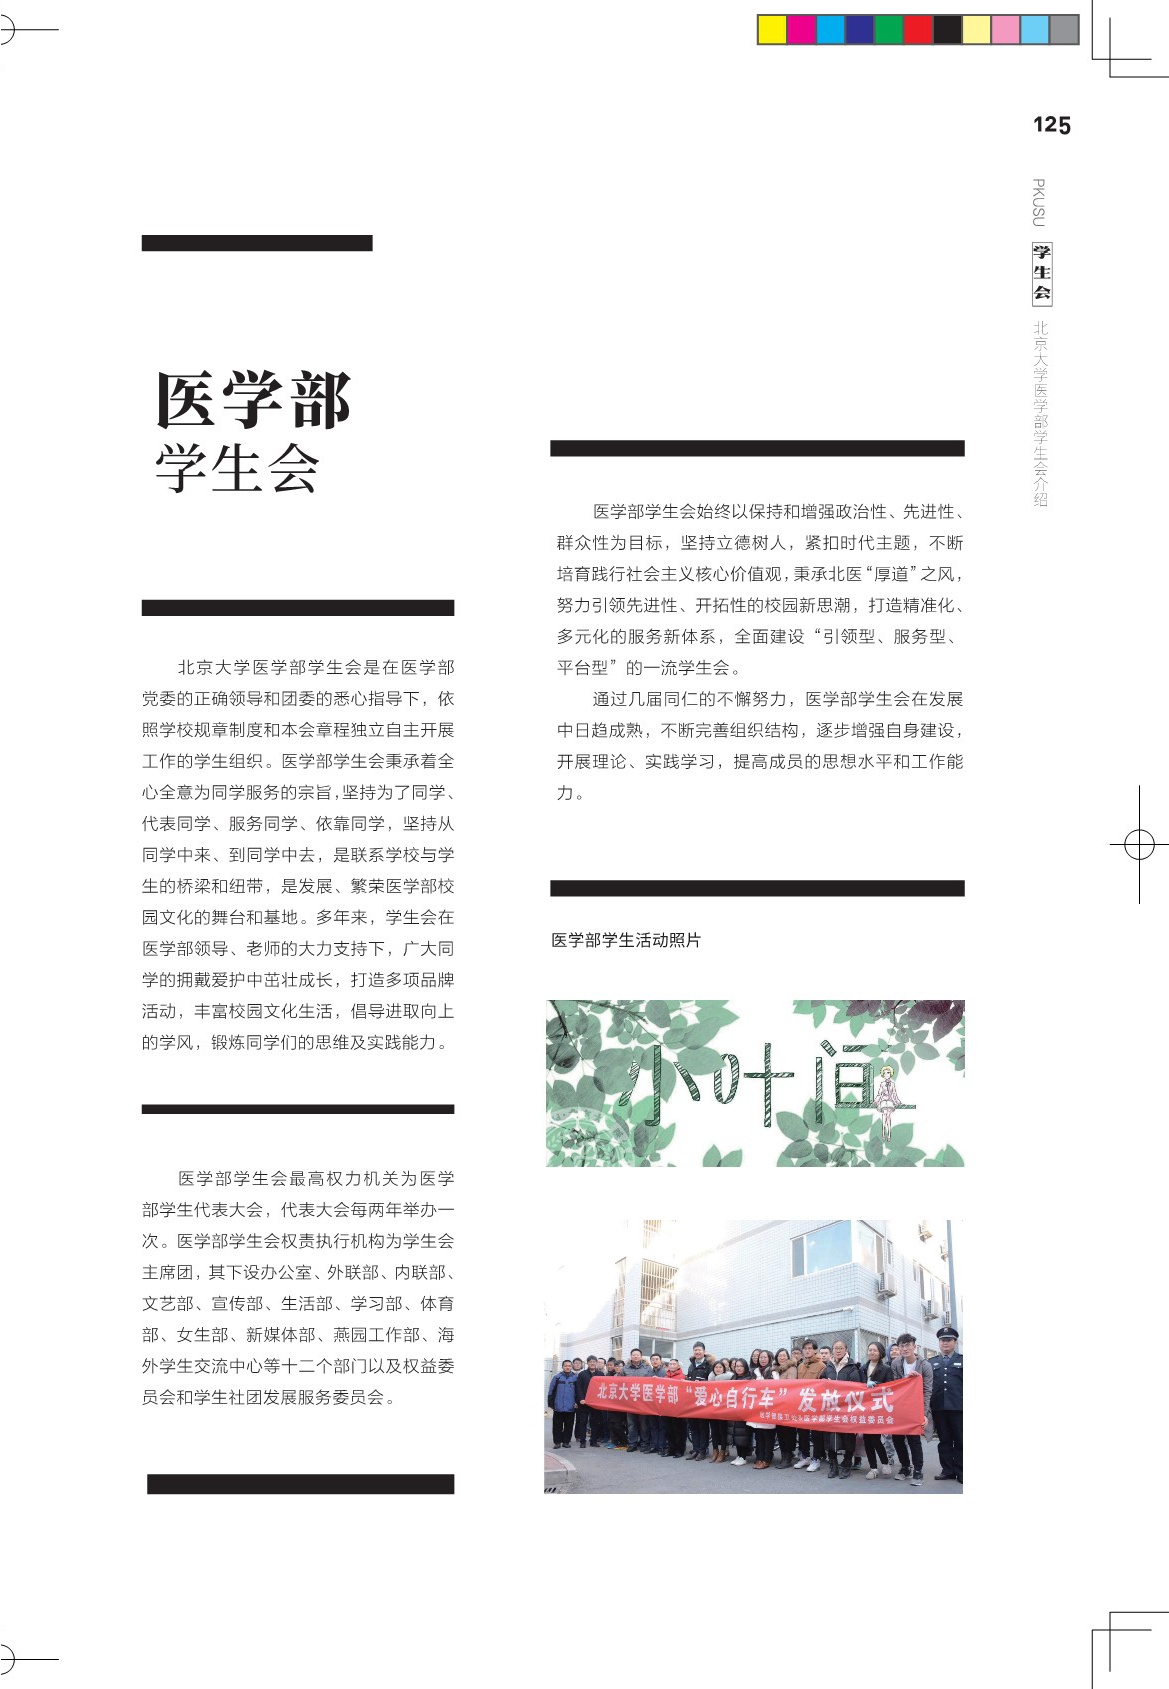 125
PKUSU 学生会 北京大学医学部学生会介绍
医学部
学生会
北京大学医学部学生会是在医学部
党委的正确领导和团委的悉心指导下，依
照学校规章制度和本会章程独立自主开展
工作的学生组织。医学部学生会秉承着全
心全意为同学服务的宗旨，坚持为了同学、
代表同学、服务同学、依靠同学，坚持从
同学中来、到同学中去，是联系学校与学
生的桥梁和纽带，是发展、繁荣医学部校
园文化的舞台和基地。多年来，学生会在
医学部领导、老师的大力支持下，广大同
学的拥戴爱护中茁壮成长，打造多项品牌
活动，丰富校园文化生活，倡导进取向上
的学风，锻炼同学们的思维及实践能力。
医学部学生会最高权力机关为医学
部学生代表大会，代表大会每两年举办一
次。医学部学生会权责执行机构为学生会
主席团，其下设办公室、外联部、内联部、
文艺部、宣传部、生活部、学习部、体育
部、女生部、新媒体部、燕园工作部、海
外学生交流中心等十二个部门以及权益委
员会和学生社团发展服务委员会。
医学部学生会始终以保持和增强政治性、先进性、
群众性为目标，坚持立德树人，紧扣时代主题，不断
培育践行社会主义核心价值观，秉承北医“厚道”之风，
努力引领先进性、开拓性的校园新思潮，打造精准化、
多元化的服务新体系，全面建设“引领型、服务型、
平台型”的一流学生会。
通过几届同仁的不懈努力，医学部学生会在发展
中日趋成熟，不断完善组织结构，逐步增强自身建设，
开展理论、实践学习，提高成员的思想水平和工作能
力。
医学部学生活动照片
小叶间
北京大学医学部“爱心自行车”发放仪式
医学部学生会权益委员会